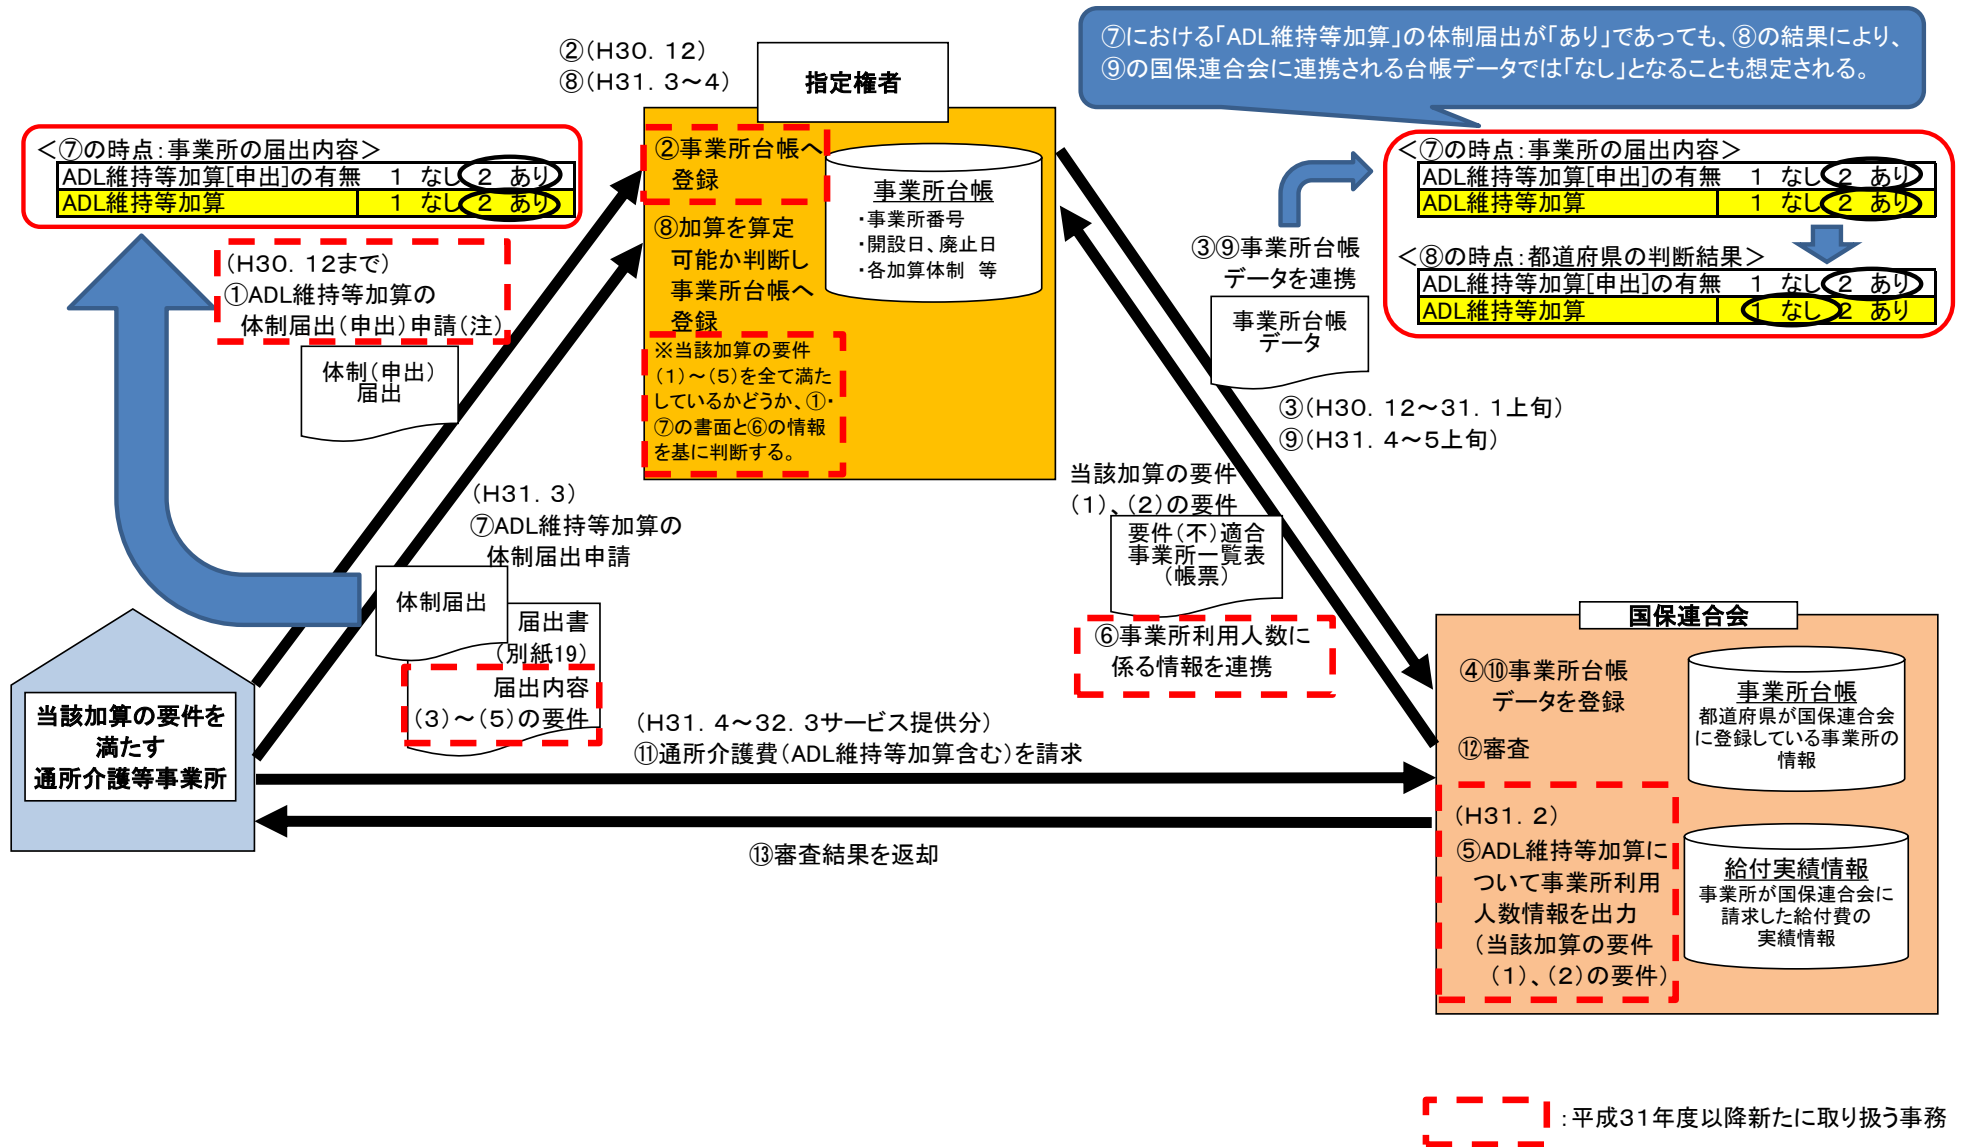 ②(H30．12)
⑧(H31．3～4)
指定権者
⑦における「ADL維持等加算」の体制届出が「あり」であっても、⑧の結果により、
⑨の国保連合会に連携される台帳データでは「なし」となることも想定される。
＜⑦の時点：事業所の届出内容＞
ADL維持等加算[申出]の有無 1 なし 2 あり
ADL維持等加算 1 なし 2 あり
(H30．12まで)
①ADL維持等加算の
体制届出(申出)申請(注)
体制(申出)
届出
②事業所台帳へ
登録
⑧加算を算定
可能か判断し
事業所台帳へ
登録
※当該加算の要件
(1)～(5)を全て満た
しているかどうか、①・
⑦の書面と⑥の情報
を基に判断する。
事業所台帳
・事業所番号
・開設日、廃止日
・各加算体制 等
③⑨事業所台帳
データを連携
事業所台帳
データ
③(H30．12～31．1上旬)
⑨(H31．4～5上旬)
＜⑦の時点：事業所の届出内容＞
ADL維持等加算[申出]の有無 1 なし 2 あり
ADL維持等加算 1 なし 2 あり
＜⑧の時点：都道府県の判断結果＞
ADL維持等加算[申出]の有無 1 なし 2 あり
ADL維持等加算 1 なし 2 あり
(H31．3)
⑦ADL維持等加算の
体制届出申請
体制届出
届出書
(別紙19)
届出内容
(3)～(5)の要件
当該加算の要件
(1)、(2)の要件
要件(不)適合
事業所一覧表
(帳票)
⑥事業所利用人数に
係る情報を連携
当該加算の要件を
満たす
通所介護等事業所
(H31．4～32．3サービス提供分)
⑪通所介護費(ADL維持等加算含む)を請求
⑬審査結果を返却
国保連合会
④⑩事業所台帳
データを登録
⑫審査
事業所台帳
都道府県が国保連合会
に登録している事業所の
情報
(H31．2)
⑤ADL維持等加算に
ついて事業所利用
人数情報を出力
(当該加算の要件
(1)、(2)の要件)
給付実績情報
事業所が国保連合会に
請求した給付費の
実績情報
：平成31年度以降新たに取り扱う事務